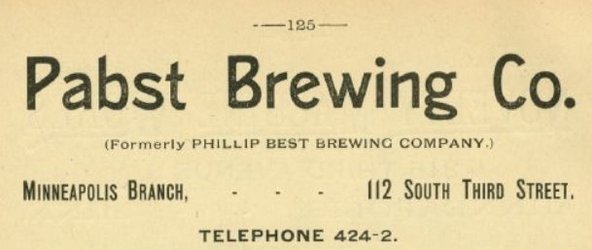 --—125—
Pabst Brewing Co.
(Formerly PHILLIP BEST BREWING COMPANY.)
MINNEAPOLIS BRANCH, - - - 112 SOUTH THIRD STREET.
TELEPHONE 424-2.